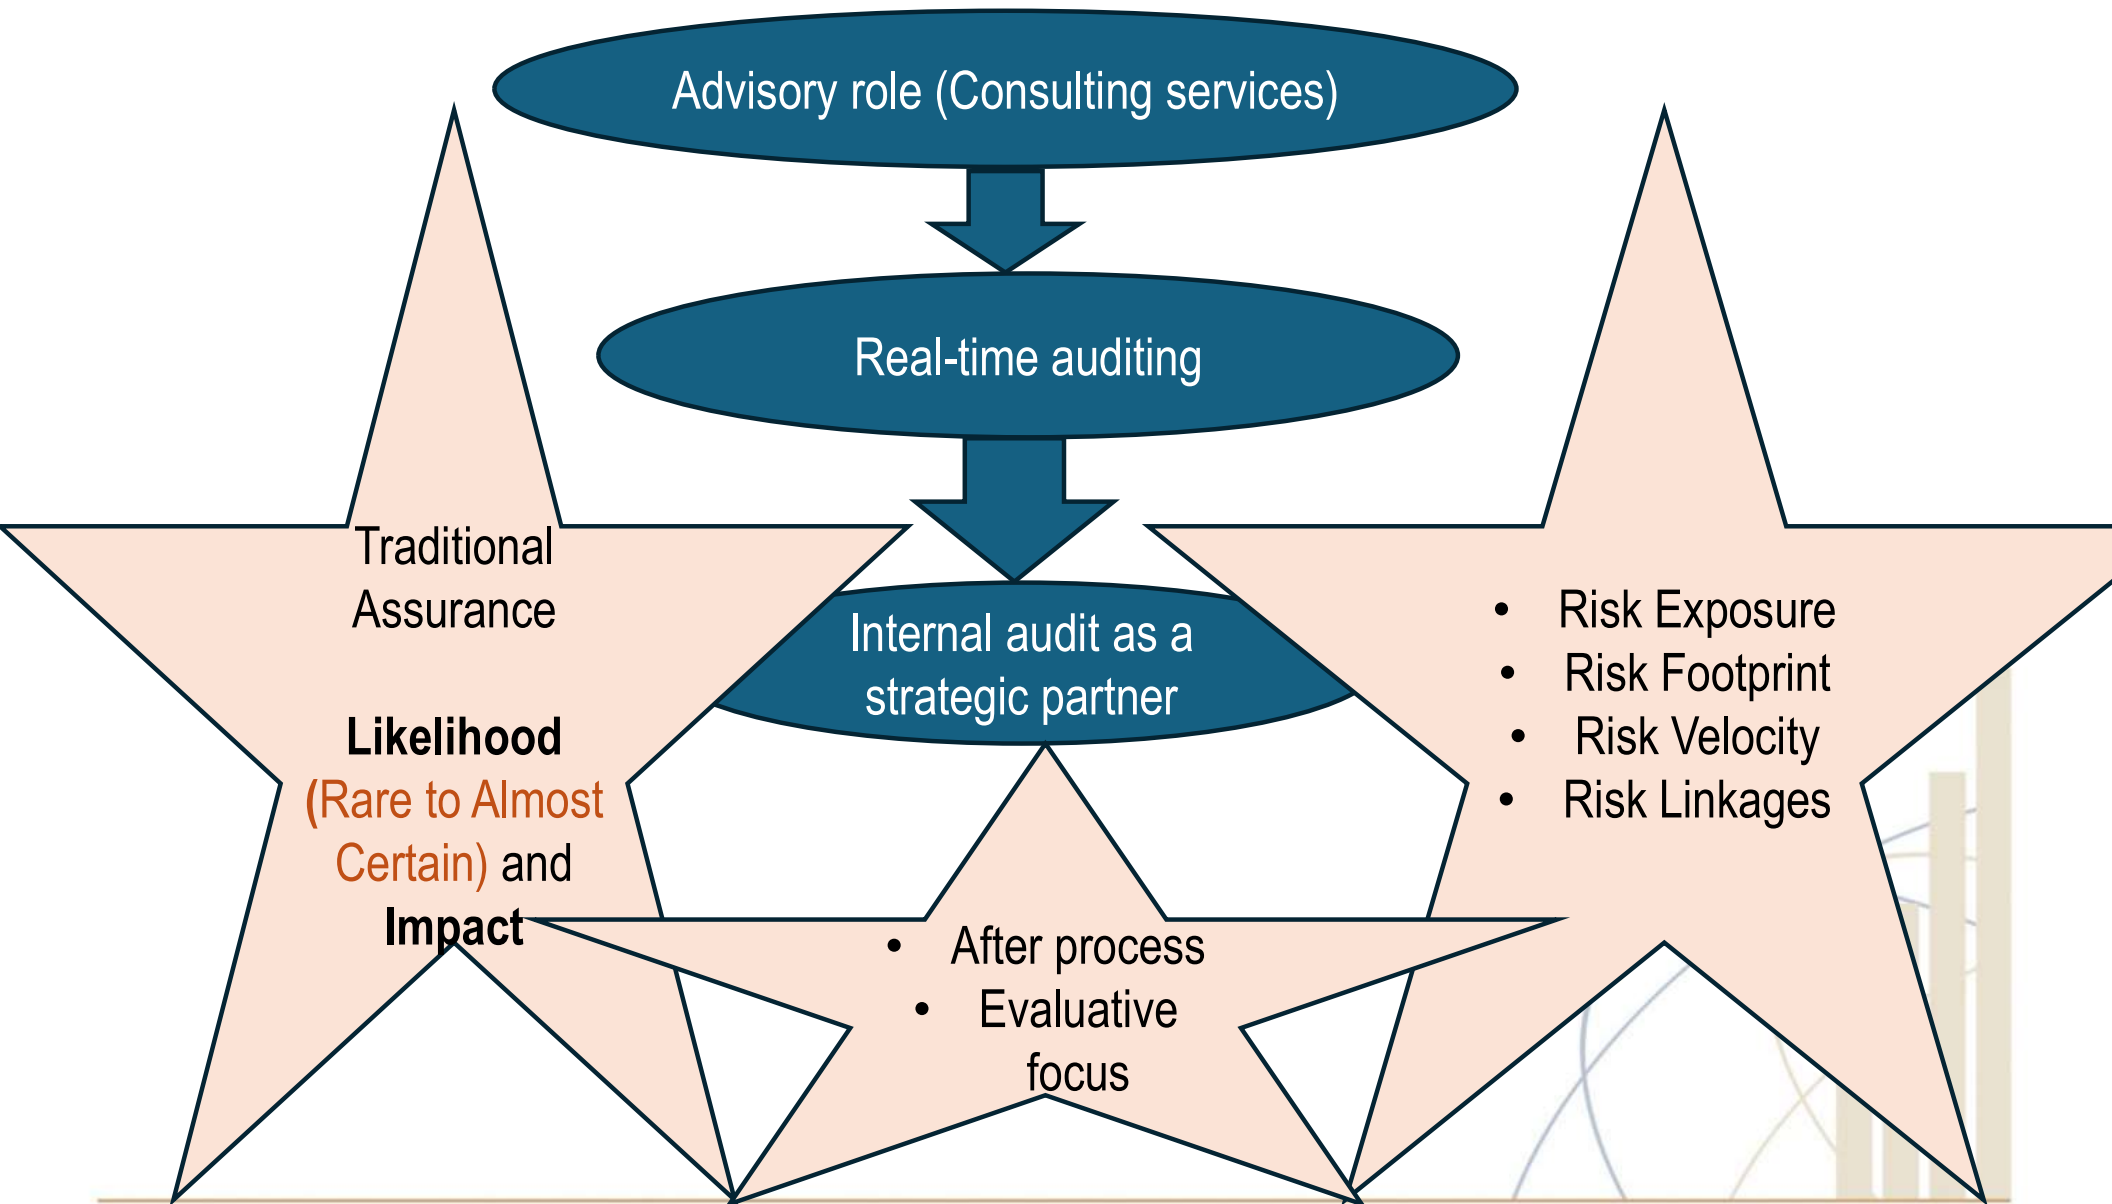 Advisory role (Consulting services)
Real-time auditing
Internal audit as a
strategic partner
Traditional
Assurance
Likelihood
(Rare to Almost
Certain) and
Impact
• Risk Exposure
• Risk Footprint
• Risk Velocity
• Risk Linkages
• After process
• Evaluative
focus